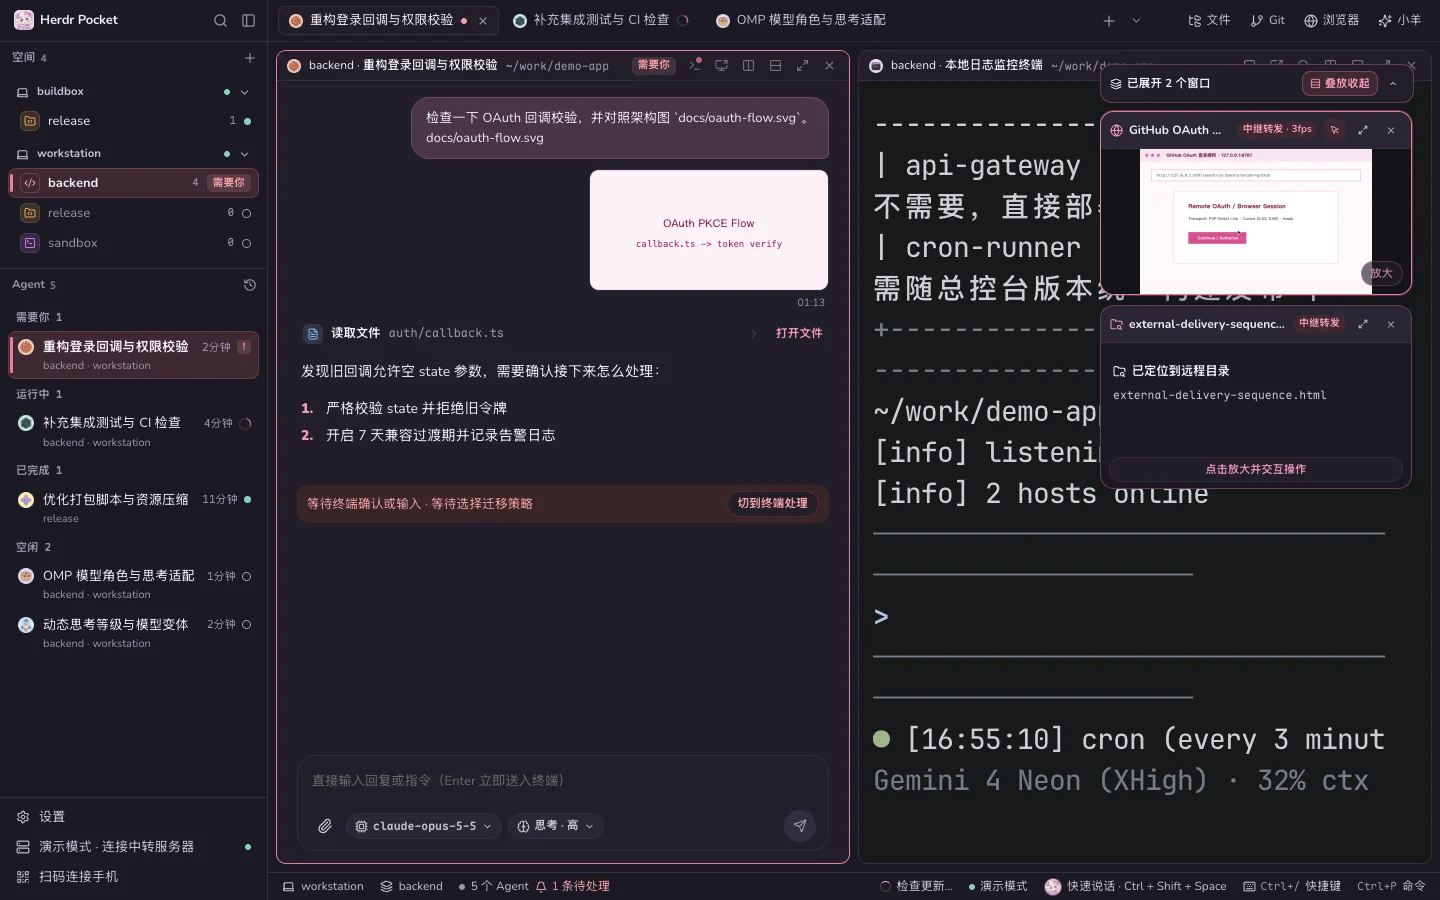 Herdr Pocket
空间 4
buildbox
release 1
workstation
backend 4 需要你
release 0
sandbox 0
Agent 5
需要你 1
重构登录回调与权限校验 2分钟 !
backend · workstation
运行中 1
补充集成测试与 CI 检查 4分钟
backend · workstation
已完成 1
优化打包脚本与资源压缩 11分钟
release
空闲 2
OMP 模型角色与思考适配 1分钟
backend · workstation
动态思考等级与模型变体 2分钟
backend · workstation
设置
演示模式 · 连接中转服务器
扫码连接手机
重构登录回调与权限校验
补充集成测试与 CI 检查
OMP 模型角色与思考适配
文件
Git
浏览器
小羊
backend · 重构登录回调与权限校验 ~/work/demo-app 需要你
检查一下 OAuth 回调校验，并对照架构图 `docs/oauth-flow.svg`。
docs/oauth-flow.svg
OAuth PKCE Flow
callback.ts —> token verify
01:13
读取文件 auth/callback.ts 打开文件
发现旧回调允许空 state 参数，需要确认接下来怎么处理：
1. 严格校验 state 并拒绝旧令牌
2. 开启 7 天兼容过渡期并记录告警日志
等待终端确认或输入 · 等待选择迁移策略 切到终端处理
直接输入回复或指令（Enter 立即送入终端）
claude-opus-5-5
思考 · 高
backend · 本地日志监控终端 ~/work/dem
| api-gateway
不需要，直接部
| cron-runner
需随总控台版本
~/work/demo-ap
[info] listenin
[info] 2 hosts online
>
[16:55:10] cron (every 3 minut
Gemini 4 Neon (XHigh) · 32% ctx
已展开 2 个窗口 叠放收起
GitHub OAuth ... 中继转发 · 3fps
GitHub OAuth 登录授权 · 127.0.0.1:8787
Remote OAuth / Browser Session
Continue / Authorize
放大
external-delivery-sequenc... 中继转发
已定位到远程目录
external-delivery-sequence.html
点击放大并交互操作
workstation
backend
5 个 Agent
1 条待处理
检查更新...
演示模式
快速说话 · Ctrl + Shift + Space
Ctrl+/ 快捷键
Ctrl+P 命令